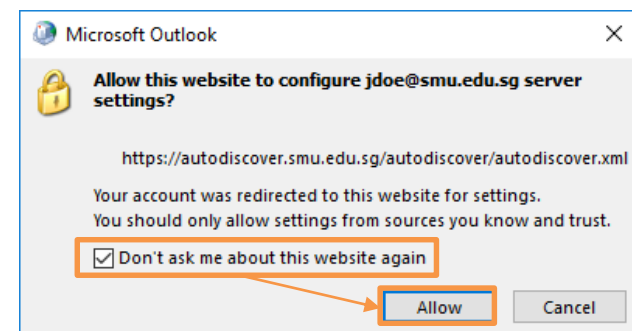 Microsoft Outlook
Allow this website to configure jdoe@smu.edu.sg server
settings?
https://autodiscover.smu.edu.sg/autodiscover/autodiscover.xml
Your account was redirected to this website for settings.
You should only allow settings from sources you know and trust.
Don't ask me about this website again
Allow Cancel